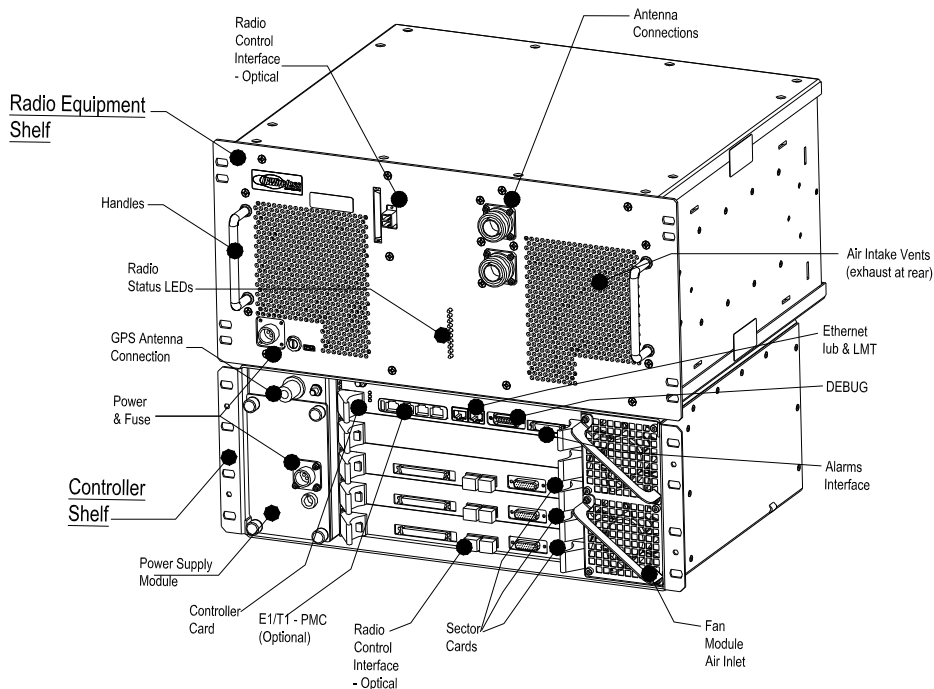 Radio
Control
Interface
- Optical
Antenna
Connections
Radio Equipment
Shelf
ipwireless
Handles
Radio
Status LEDs
Air Intake Vents
(exhaust at rear)
GPS Antenna
Connection
Ethernet
Iub & LMT
DEBUG
Power
& Fuse
Alarms
Interface
Controller
Shelf
Power Supply
Module
Controller
Card
E1/T1 - PMC
(Optional)
Radio
Control
Interface
- Optical
Sector
Cards
Fan
Module
Air Inlet